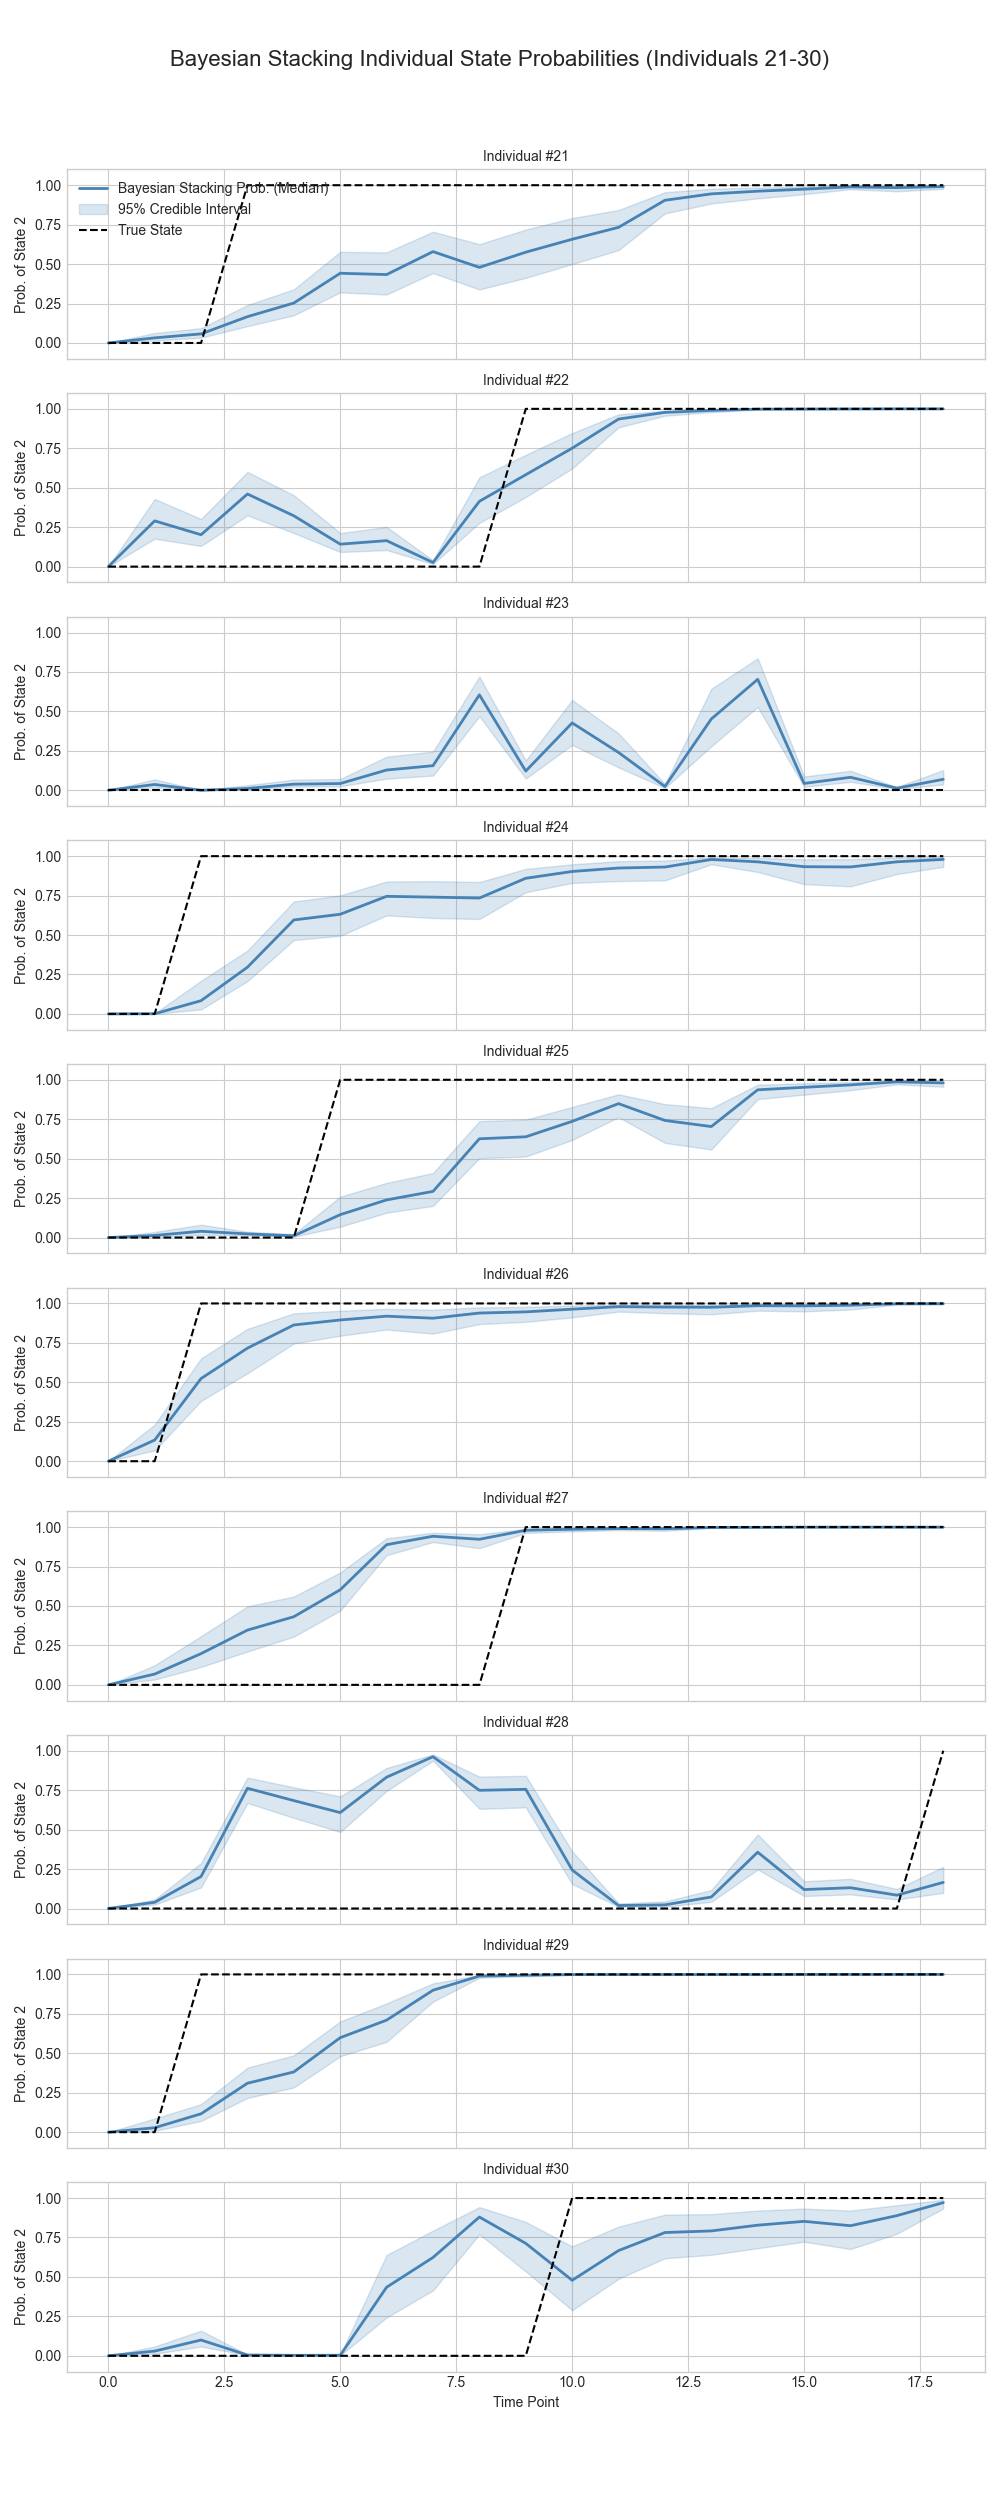 Bayesian Stacking Individual State Probabilities (Individuals 21-30)
Individual #21
Bayesian Stacking Prob. (Median)
95% Credible Interval
True State
1.00
0.75
0.50
0.25
0.00
Prob. of State 2
Individual #22
1.00
0.75
0.50
0.25
0.00
Prob. of State 2
Individual #23
1.00
0.75
0.50
0.25
0.00
Prob. of State 2
Individual #24
1.00
0.75
0.50
0.25
0.00
Prob. of State 2
Individual #25
1.00
0.75
0.50
0.25
0.00
Prob. of State 2
Individual #26
1.00
0.75
0.50
0.25
0.00
Prob. of State 2
Individual #27
1.00
0.75
0.50
0.25
0.00
Prob. of State 2
Individual #28
1.00
0.75
0.50
0.25
0.00
Prob. of State 2
Individual #29
1.00
0.75
0.50
0.25
0.00
Prob. of State 2
Individual #30
1.00
0.75
0.50
0.25
0.00
Prob. of State 2
0.0 2.5 5.0 7.5 10.0 12.5 15.0 17.5
Time Point